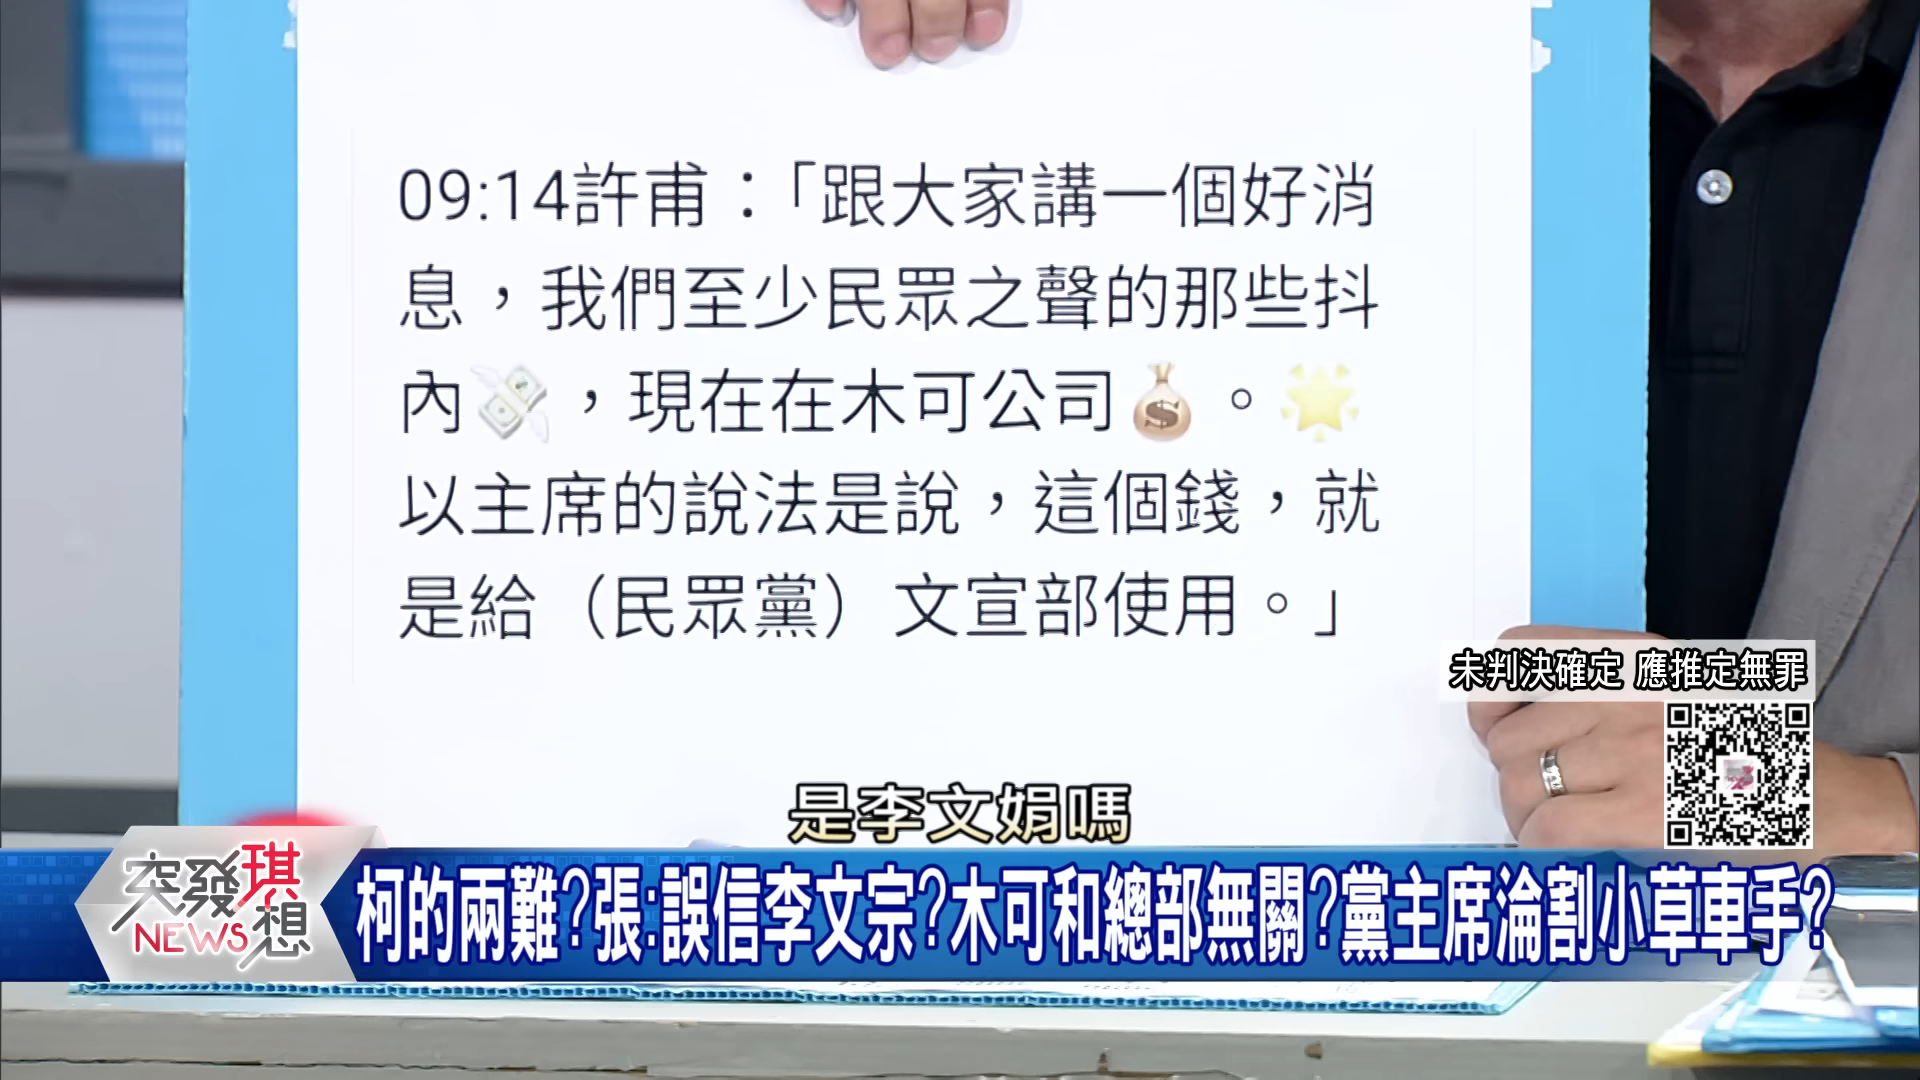 09:14許甫：「跟大家講一個好消
息，我們至少民眾之聲的那些抖
內💸，現在在木可公司💰。🌟
以主席的說法是說，這個錢，就
是給（民眾黨）文宣部使用。」
未判決確定 應推定無罪
是李文娟嗎
突發琪想
NEWS
柯的兩難?張:誤信李文宗?木可和總部無關?黨主席淪割小草車手?